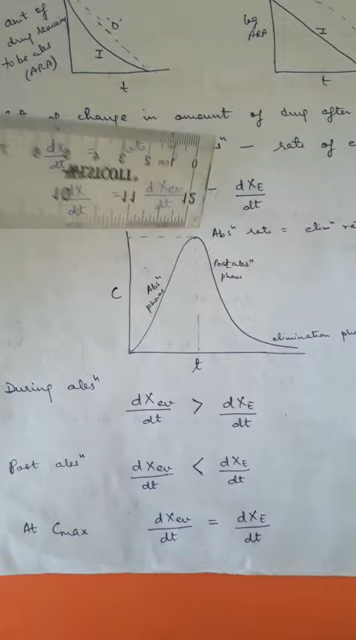 amt of
drug remain
to be abs
(ARA)
O'
I
t
log
ARA
I
t
change in amount of drug after
rate of e
dX/dt = dXev/dt - dXE/dt
Absⁿ rate = elimⁿ ra
Absⁿ
phase
Post absⁿ
phase
C
elimination ph
t
During absⁿ dXev/dt > dXE/dt
Post absⁿ dXev/dt < dXE/dt
At Cmax dXev/dt = dXE/dt